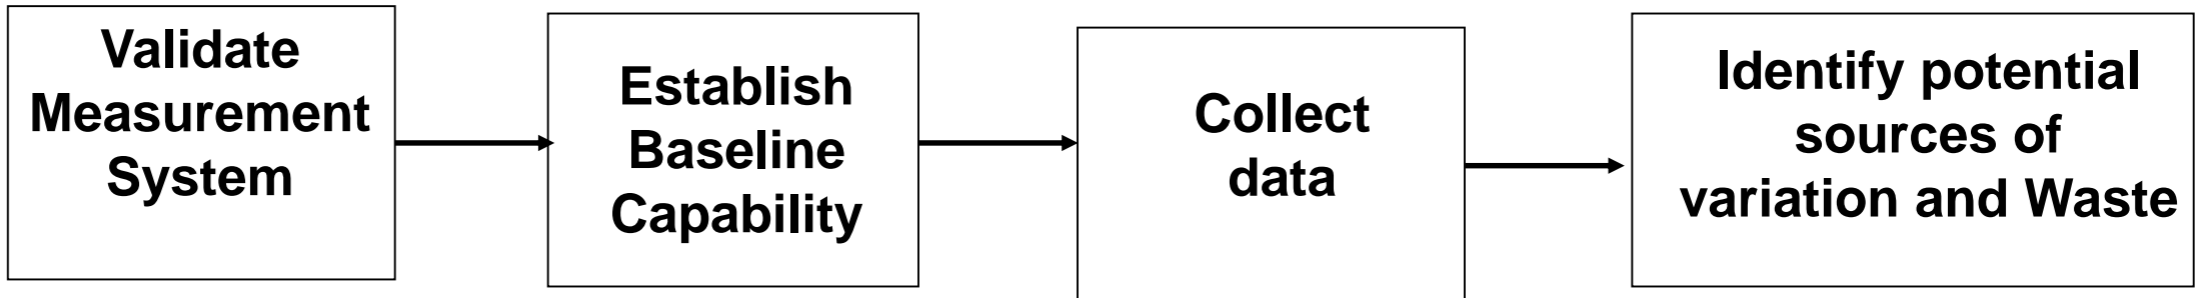 Validate
Measurement
System
Establish
Baseline
Capability
Collect
data
Identify potential
sources of
variation and Waste